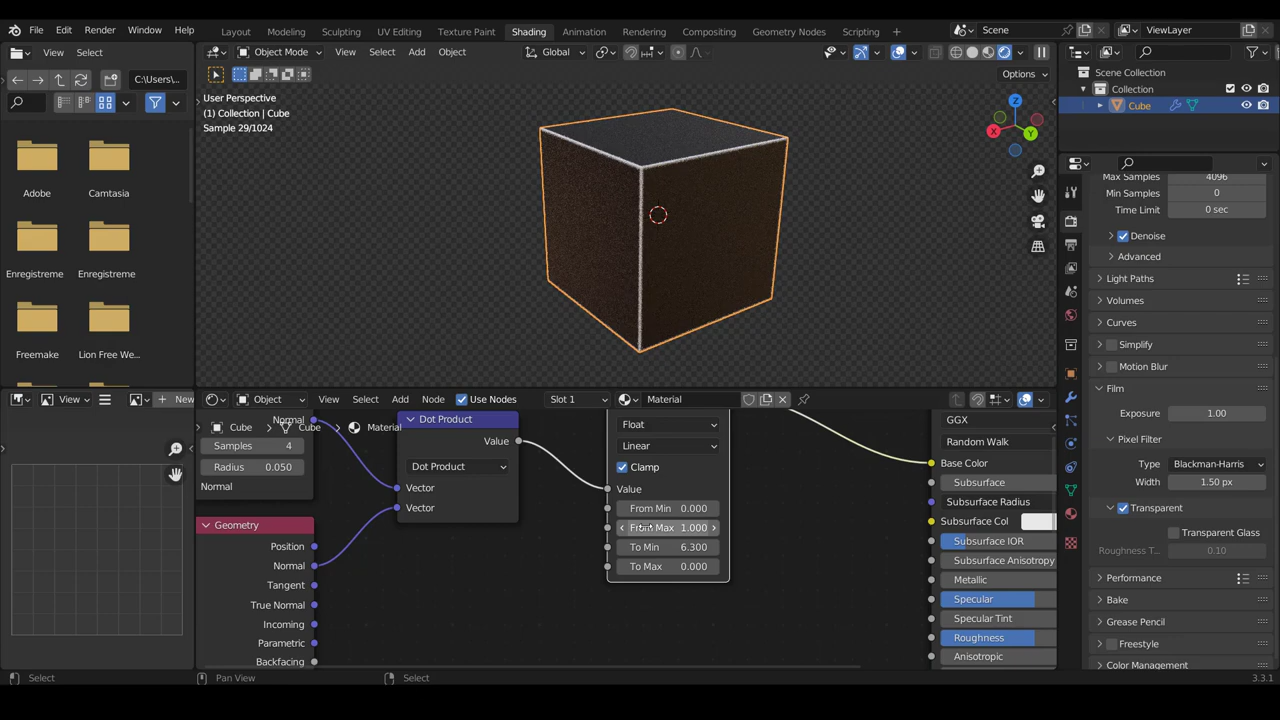 File Edit Render Window Help
Layout Modeling Sculpting UV Editing Texture Paint Shading Animation Rendering Compositing Geometry Nodes Scripting
Scene
ViewLayer
View Select
Object Mode View Select Add Object
Global
C:\Users\...
Options
Scene Collection
Collection
Cube
User Perspective
(1) Collection | Cube
Sample 29/1024
Adobe
Camtasia
Enregistreme
Enregistreme
Freemake
Lion Free We...
X
Y
Z
Max Samples 4096
Min Samples 0
Time Limit 0 sec
Denoise
Advanced
Light Paths
Volumes
Curves
Simplify
Motion Blur
Film
Exposure 1.00
Pixel Filter
Type Blackman-Harris
Width 1.50 px
Transparent
Transparent Glass
Roughness T... 0.10
Performance
Bake
Grease Pencil
Freestyle
Color Management
View
New
Object View Select Add Node Use Nodes Slot 1 Material
Cube Cube Material
Normal
Samples 4
Radius 0.050
Normal
Geometry
Position
Normal
Tangent
True Normal
Incoming
Parametric
Backfacing
Dot Product
Value
Dot Product
Vector
Vector
Float
Linear
Clamp
Value
From Min 0.000
From Max 1.000
To Min 6.300
To Max 0.000
GGX
Random Walk
Base Color
Subsurface
Subsurface Radius
Subsurface Col
Subsurface IOR
Subsurface Anisotropy
Metallic
Specular
Specular Tint
Roughness
Anisotropic
Select
Pan View
Select
3.3.1